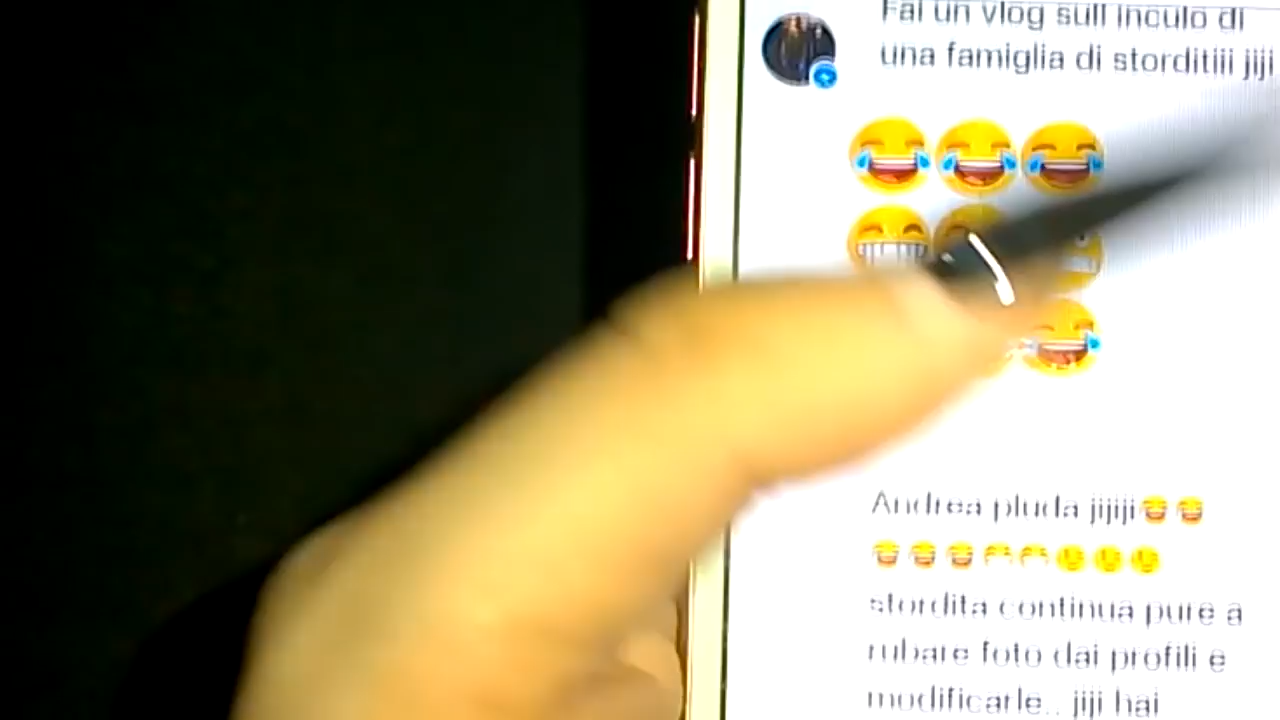 Fai un vlog sull inculo di
una famiglia di storditiii jiji
Andrea pluda jijiji
stordita continua pure a
rubare foto dai profili e
modificarle.. jiji hai